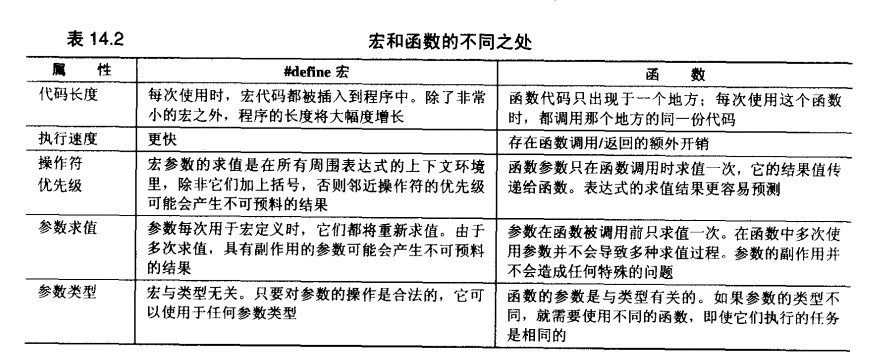 表 14.2 宏和函数的不同之处
属 性 #define 宏 函 数
代码长度 每次使用时，宏代码都被插入到程序中。除了非常 函数代码只出现于一个地方；每次使用这个函数
小的宏之外，程序的长度将大幅度增长 时，都调用那个地方的同一份代码
执行速度 更快 存在函数调用/返回的额外开销
操作符 宏参数的求值是在所有周围表达式的上下文环境 函数参数只在函数调用时求值一次，它的结果值传
优先级 里，除非它们加上括号，否则邻近操作符的优先级 递给函数。表达式的求值结果更容易预测
可能会产生不可预料的结果
参数求值 参数每次用于宏定义时，它们都将重新求值。由于 参数在函数被调用前只求值一次。在函数中多次使
多次求值，具有副作用的参数可能会产生不可预料 用参数并不会导致多种求值过程。参数的副作用并
的结果 不会造成任何特殊的问题
参数类型 宏与类型无关。只要对参数的操作是合法的，它可 函数的参数是与类型有关的。如果参数的类型不
以使用于任何参数类型 同，就需要使用不同的函数，即使它们执行的任务
是相同的